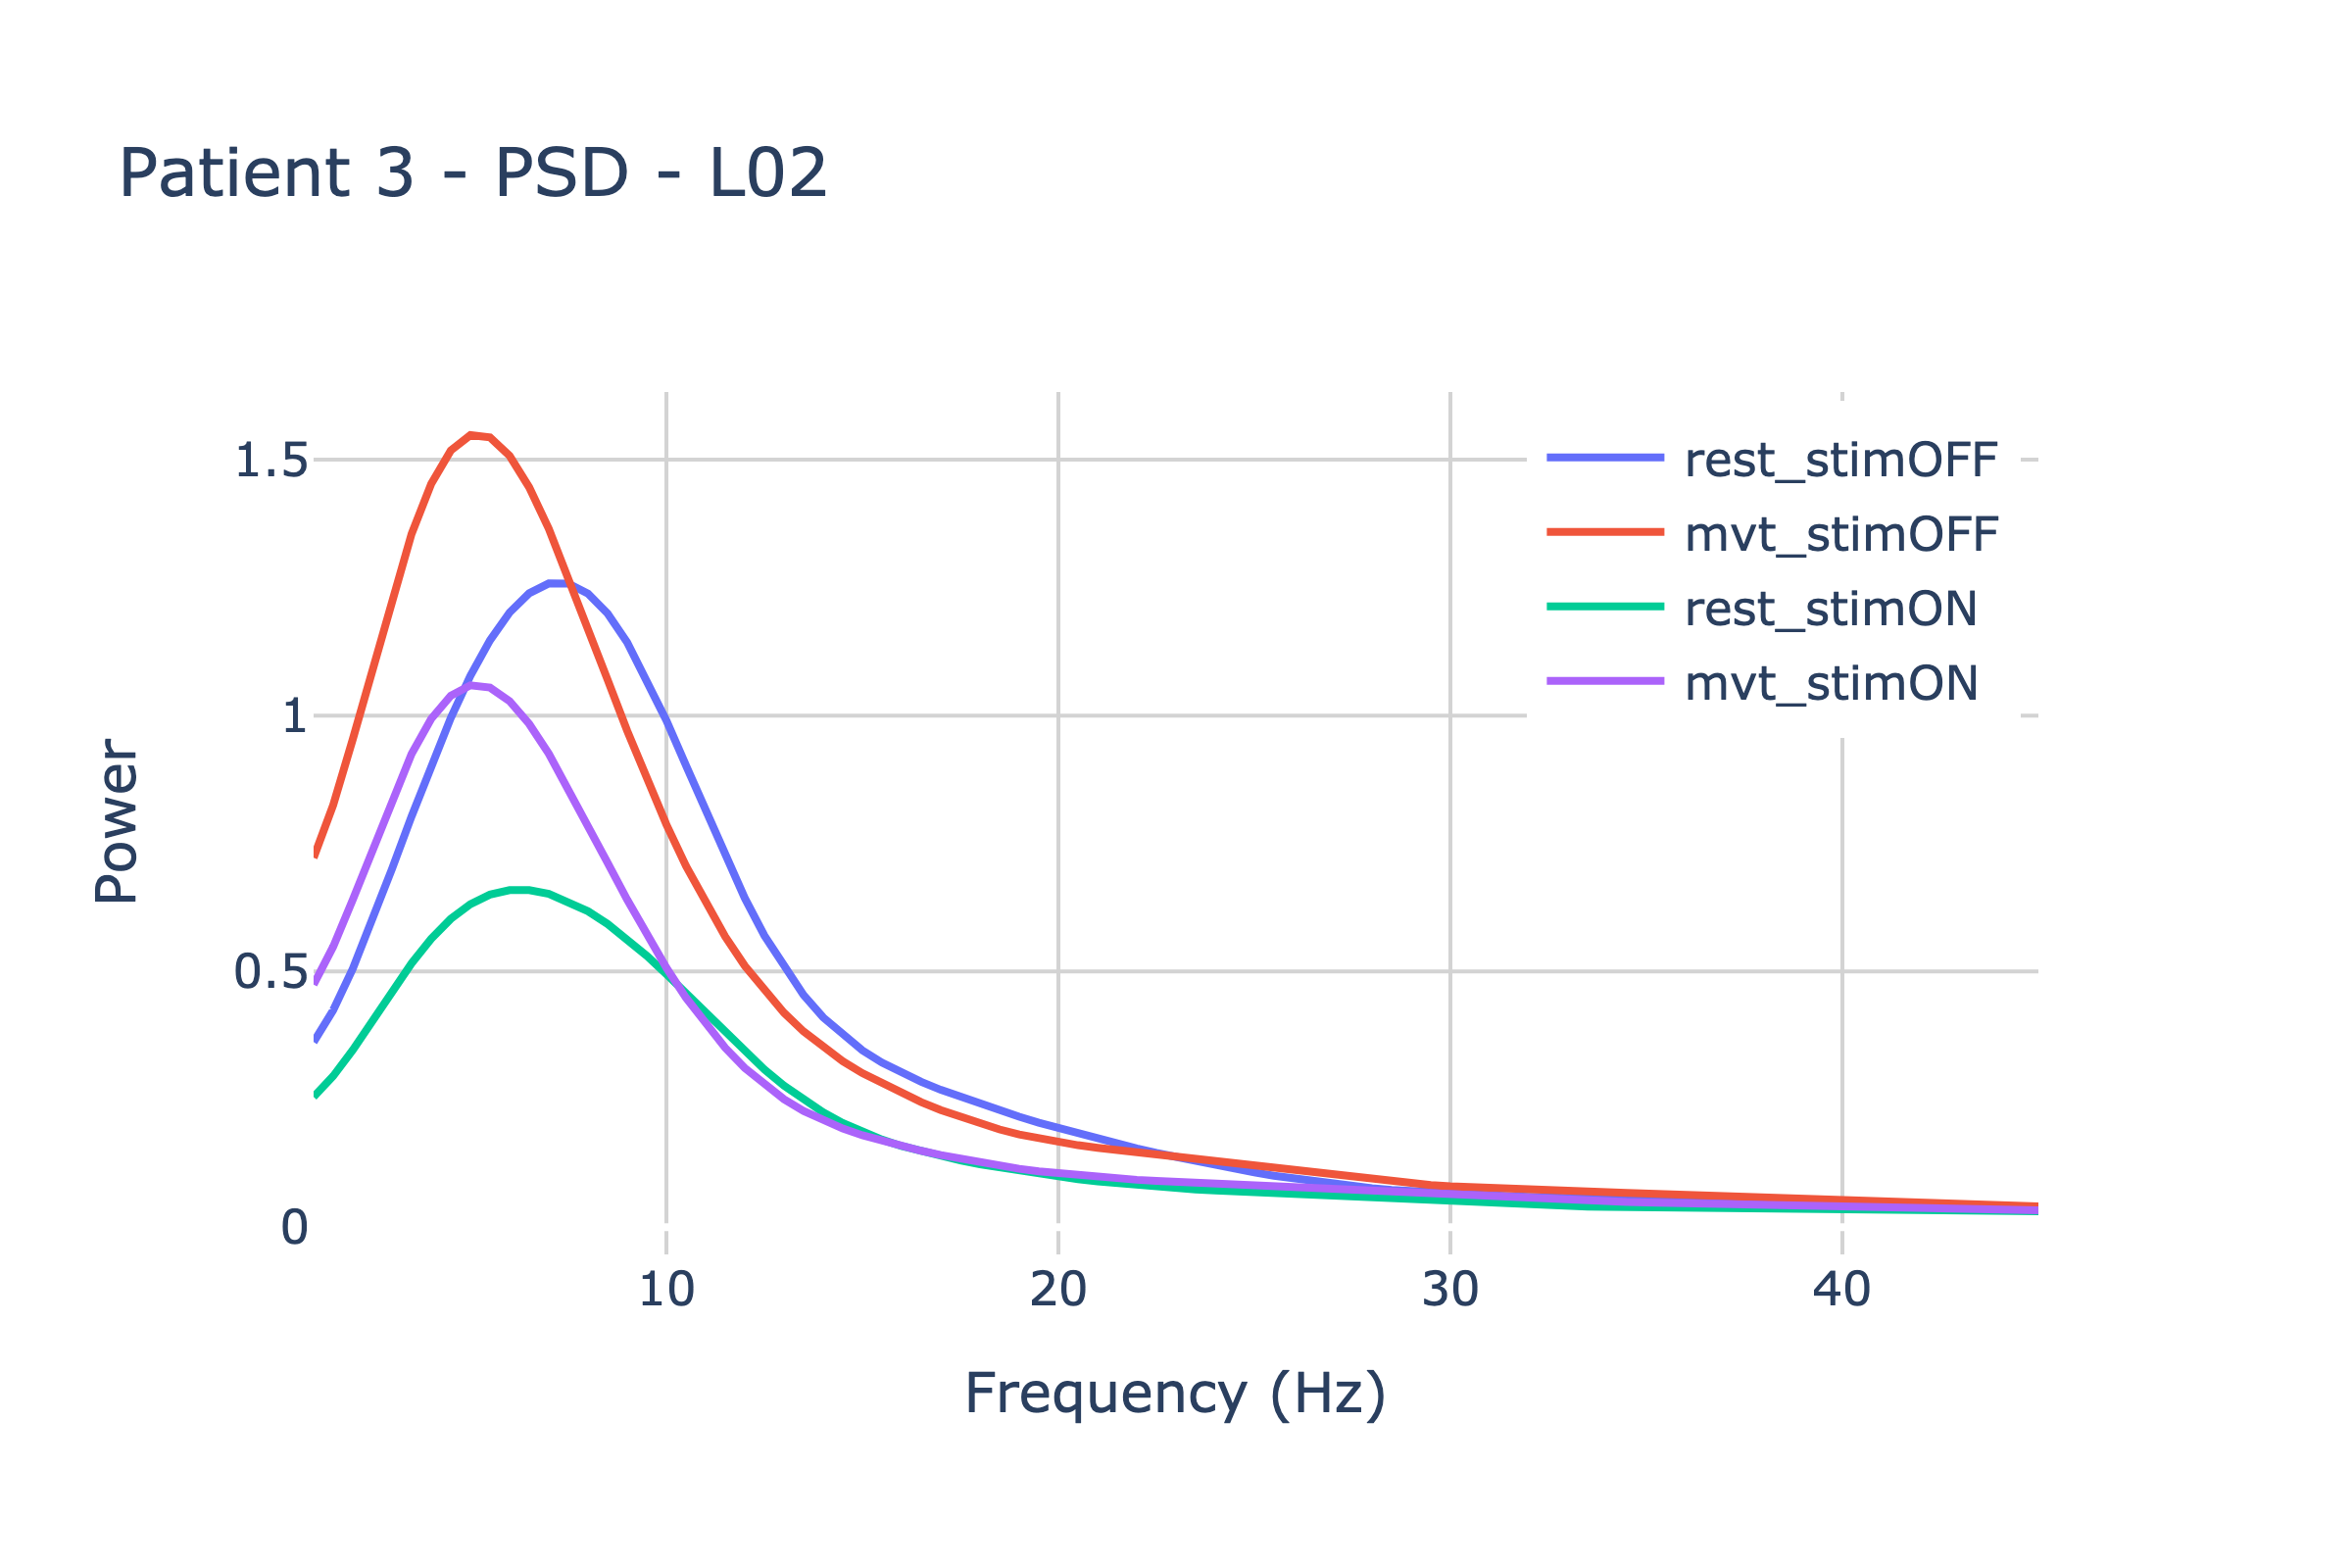 Patient 3 - PSD - L02
1.5
1
0.5
0
Power
10
20
30
40
Frequency (Hz)
rest_stimOFF
mvt_stimOFF
rest_stimON
mvt_stimON